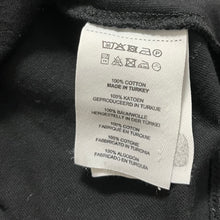 100% COTTON
MADE IN TURKEY
100% KATOEN
GEPRODUCEERD IN TURKIJE
100% BAUMWOLLE
HERGESTELLT IN DER TÜRKEI
100% COTON
FABRIQUÉ EN TURQUIE
100% COTONE
FABBRICATO IN TURCHIA
100% ALGODÓN
FABRICADO EN TURQUÍA